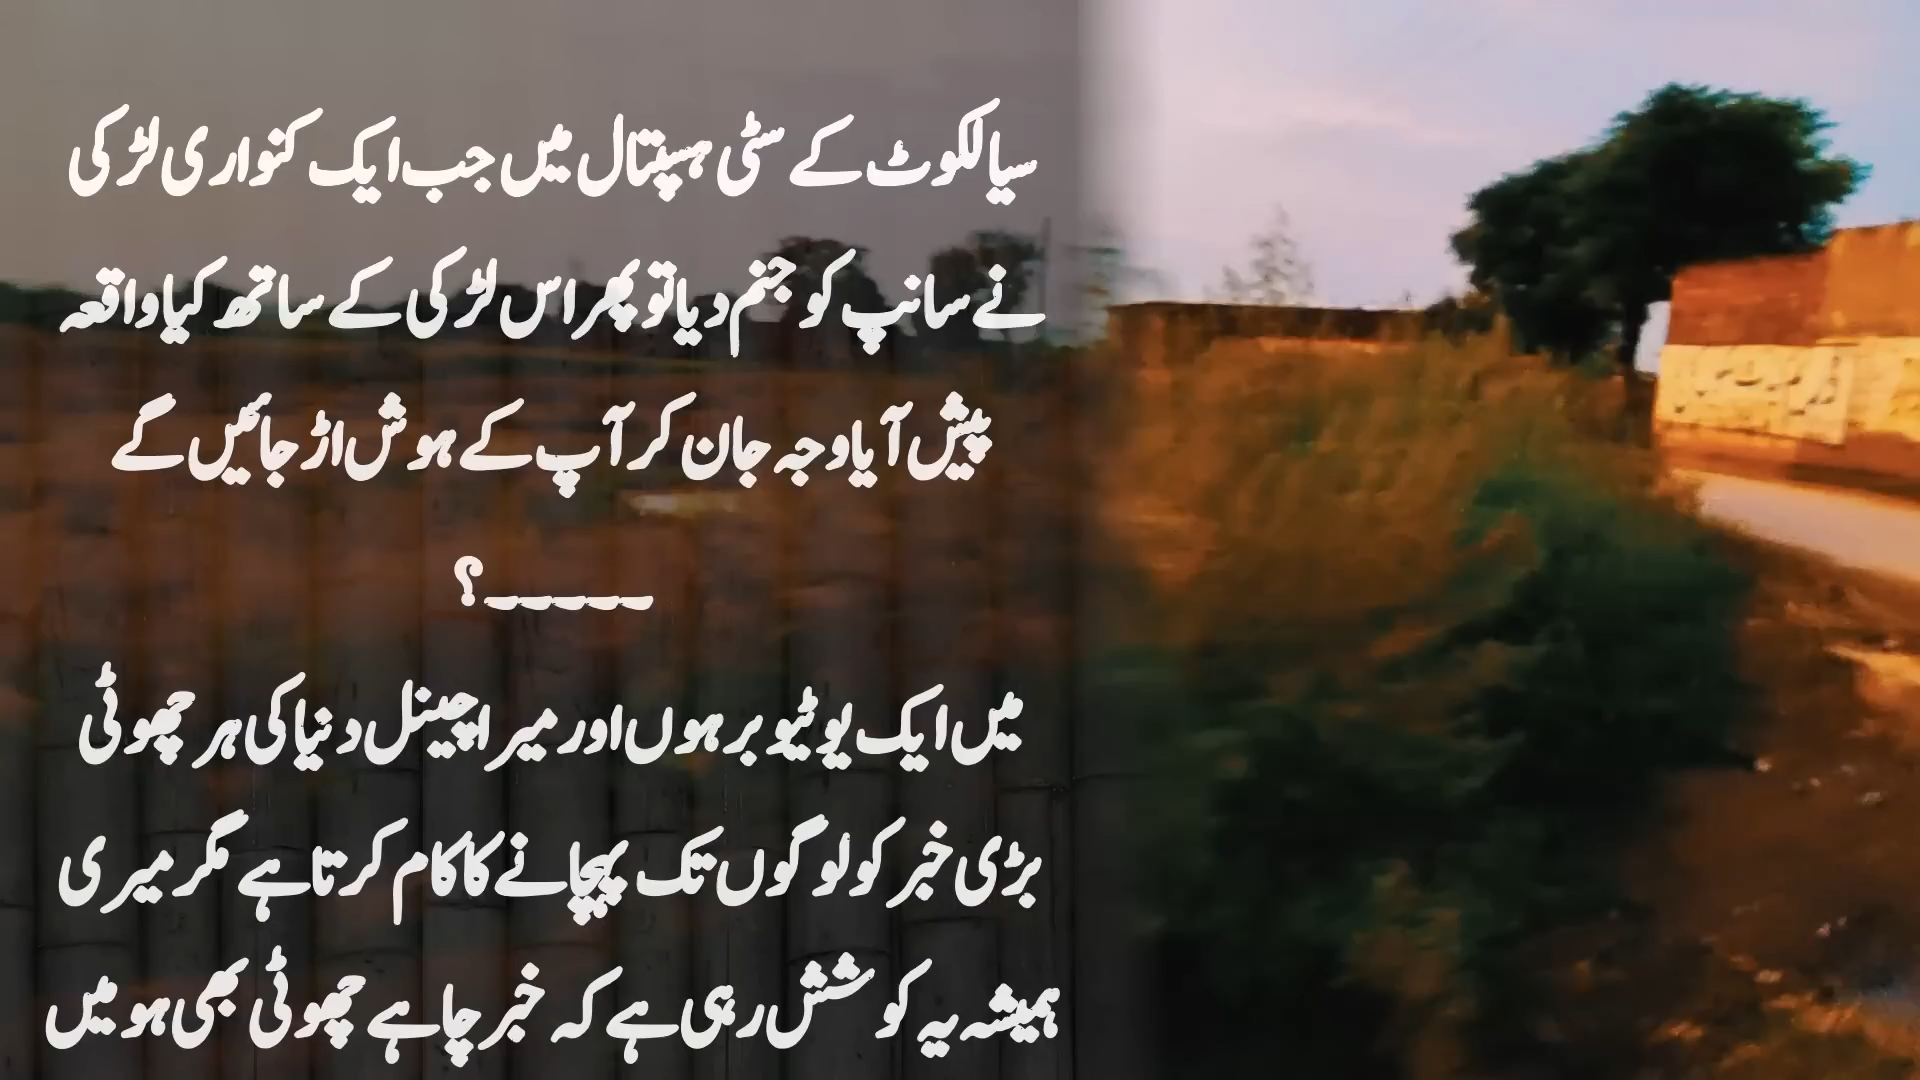 سیالکوٹ کے سٹی ہسپتال میں جب ایک کنواری لڑکی
نے سانپ کو جنم دیا تو پھر اس لڑکی کے ساتھ کیا واقعہ
پیش آیا وجہ جان کر آپ کے ہوش اڑ جائیں گے
ــــــــــ؟
میں ایک یوٹیوبر ہوں اور میرا چینل دنیا کی ہر چھوٹی
بڑی خبر کو لوگوں تک پہچانے کا کام کرتا ہے مگر میری
ہمیشہ یہ کوشش رہی ہے کہ خبر چاہے چھوٹی بھی ہو میں